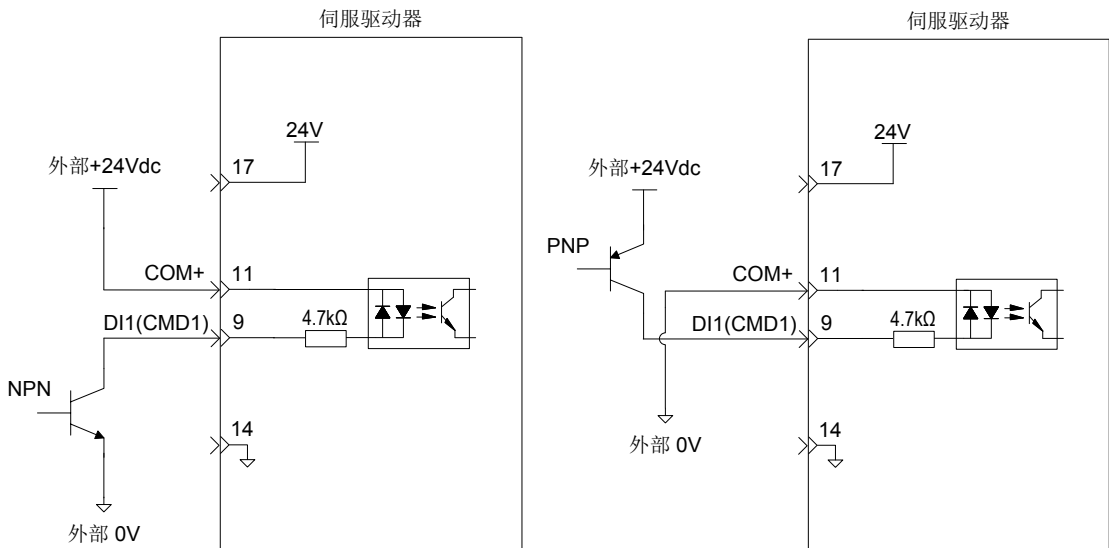 伺服驱动器
24V
17
外部+24Vdc
COM+
11
DI1(CMD1)
9
4.7kΩ
NPN
14
外部 0V
伺服驱动器
24V
17
外部+24Vdc
PNP
COM+
11
DI1(CMD1)
9
4.7kΩ
14
外部 0V